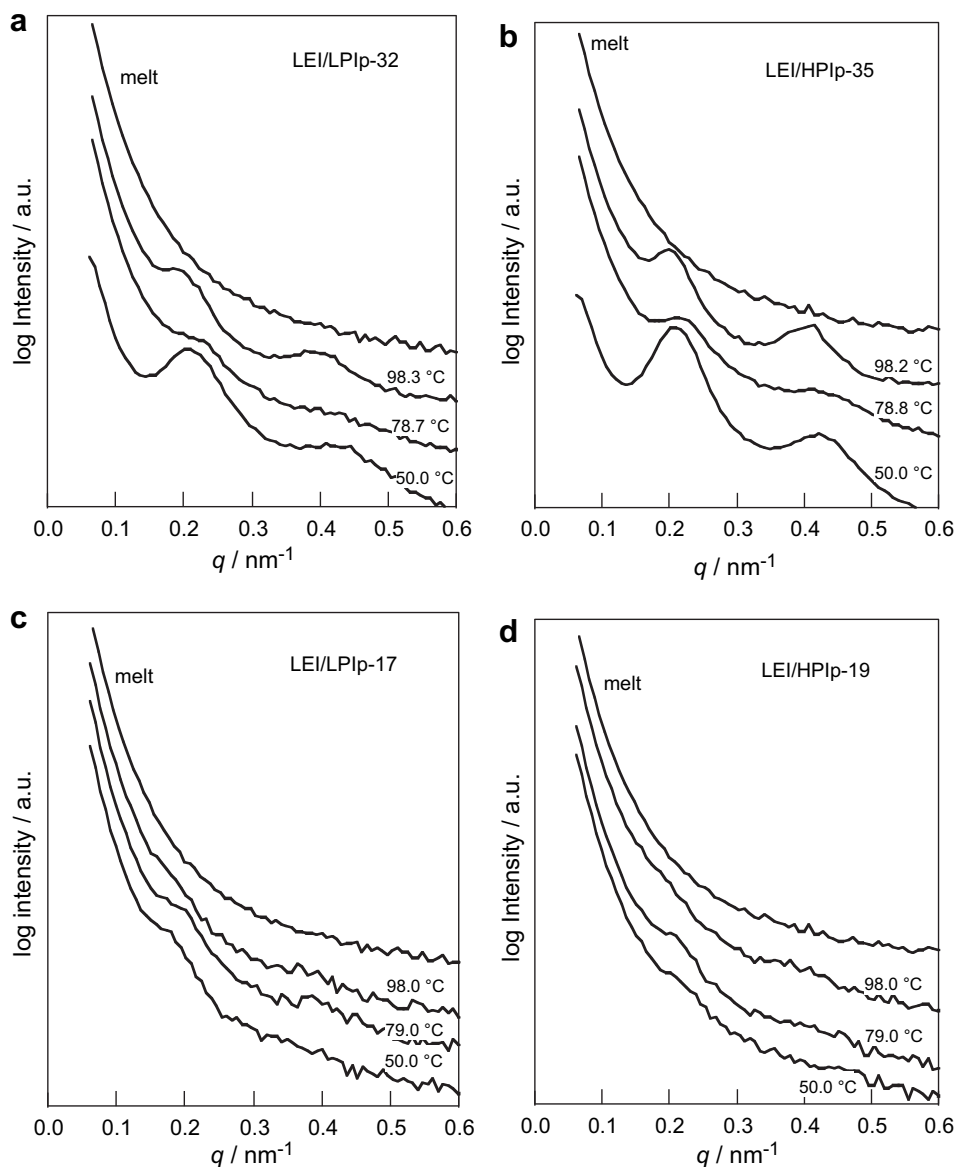 a
LEI/LPIp-32
melt
98.3 °C
78.7 °C
50.0 °C
log Intensity / a.u.
0.0 0.1 0.2 0.3 0.4 0.5 0.6
q / nm-1
b
LEI/HPIp-35
melt
98.2 °C
78.8 °C
50.0 °C
log Intensity / a.u.
0.0 0.1 0.2 0.3 0.4 0.5 0.6
q / nm-1
c
LEI/LPIp-17
melt
98.0 °C
79.0 °C
50.0 °C
log intensity / a.u.
0.0 0.1 0.2 0.3 0.4 0.5 0.6
q / nm-1
d
LEI/HPIp-19
melt
98.0 °C
79.0 °C
50.0 °C
log Intensity / a.u.
0.0 0.1 0.2 0.3 0.4 0.5 0.6
q / nm-1